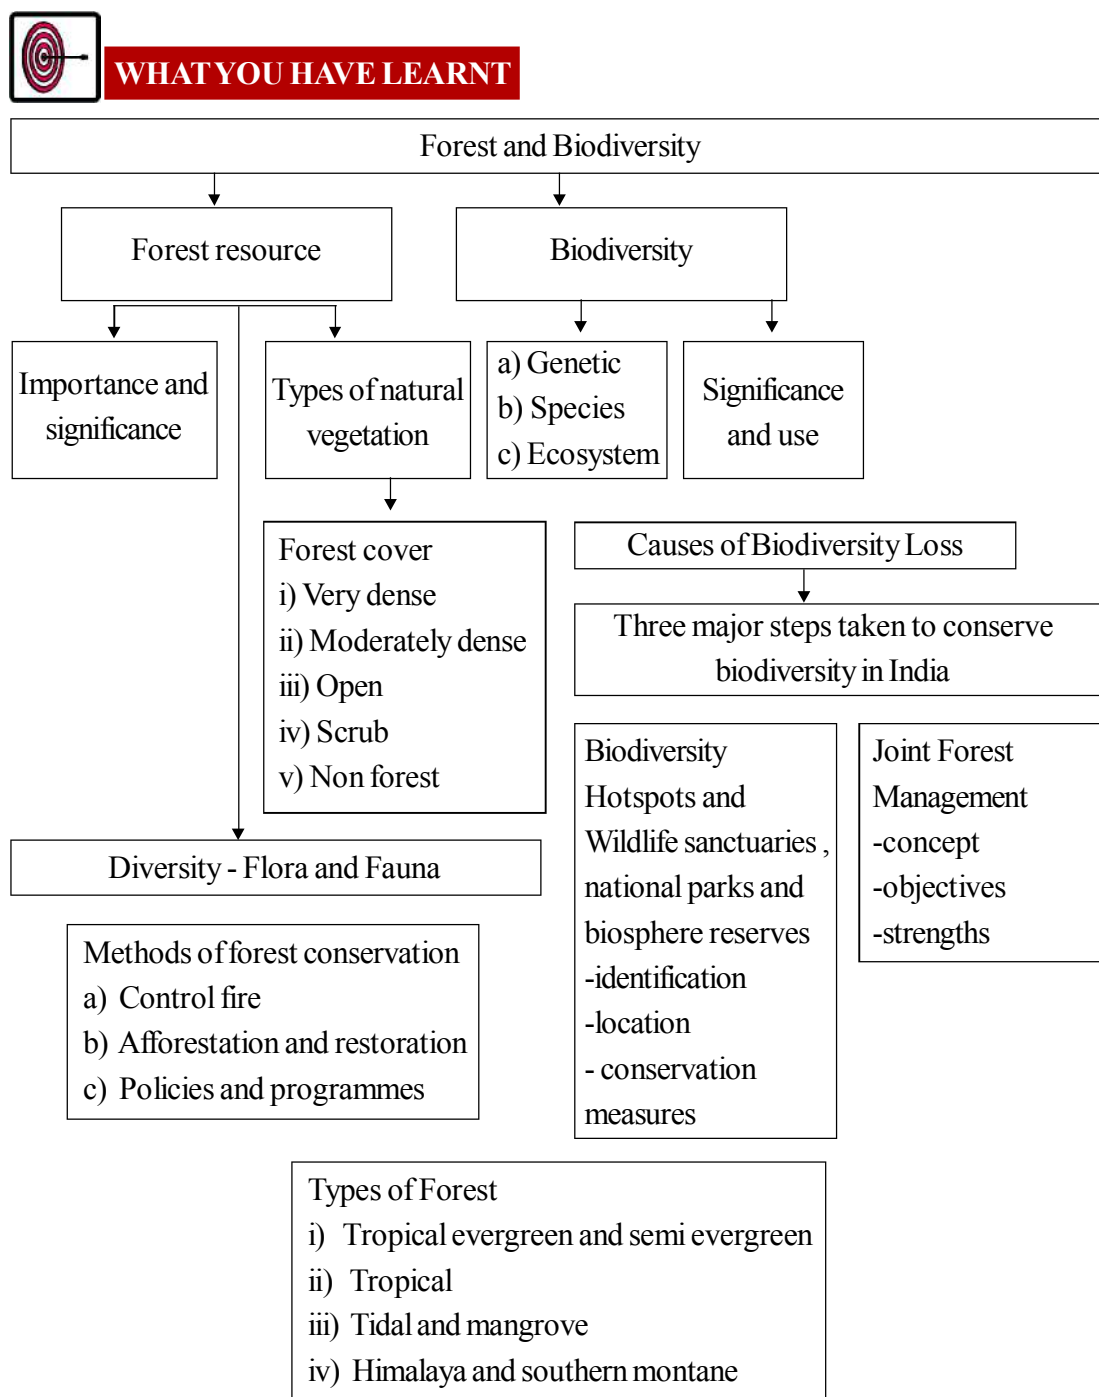 WHAT YOU HAVE LEARNT
Forest and Biodiversity
Forest resource
Biodiversity
Importance and
significance
Types of natural
vegetation
a) Genetic
b) Species
c) Ecosystem
Significance
and use
Forest cover
i) Very dense
ii) Moderately dense
iii) Open
iv) Scrub
v) Non forest
Causes of Biodiversity Loss
Three major steps taken to conserve
biodiversity in India
Biodiversity
Hotspots and
Wildlife sanctuaries ,
national parks and
biosphere reserves
-identification
-location
- conservation
measures
Joint Forest
Management
-concept
-objectives
-strengths
Diversity - Flora and Fauna
Methods of forest conservation
a) Control fire
b) Afforestation and restoration
c) Policies and programmes
Types of Forest
i) Tropical evergreen and semi evergreen
ii) Tropical
iii) Tidal and mangrove
iv) Himalaya and southern montane